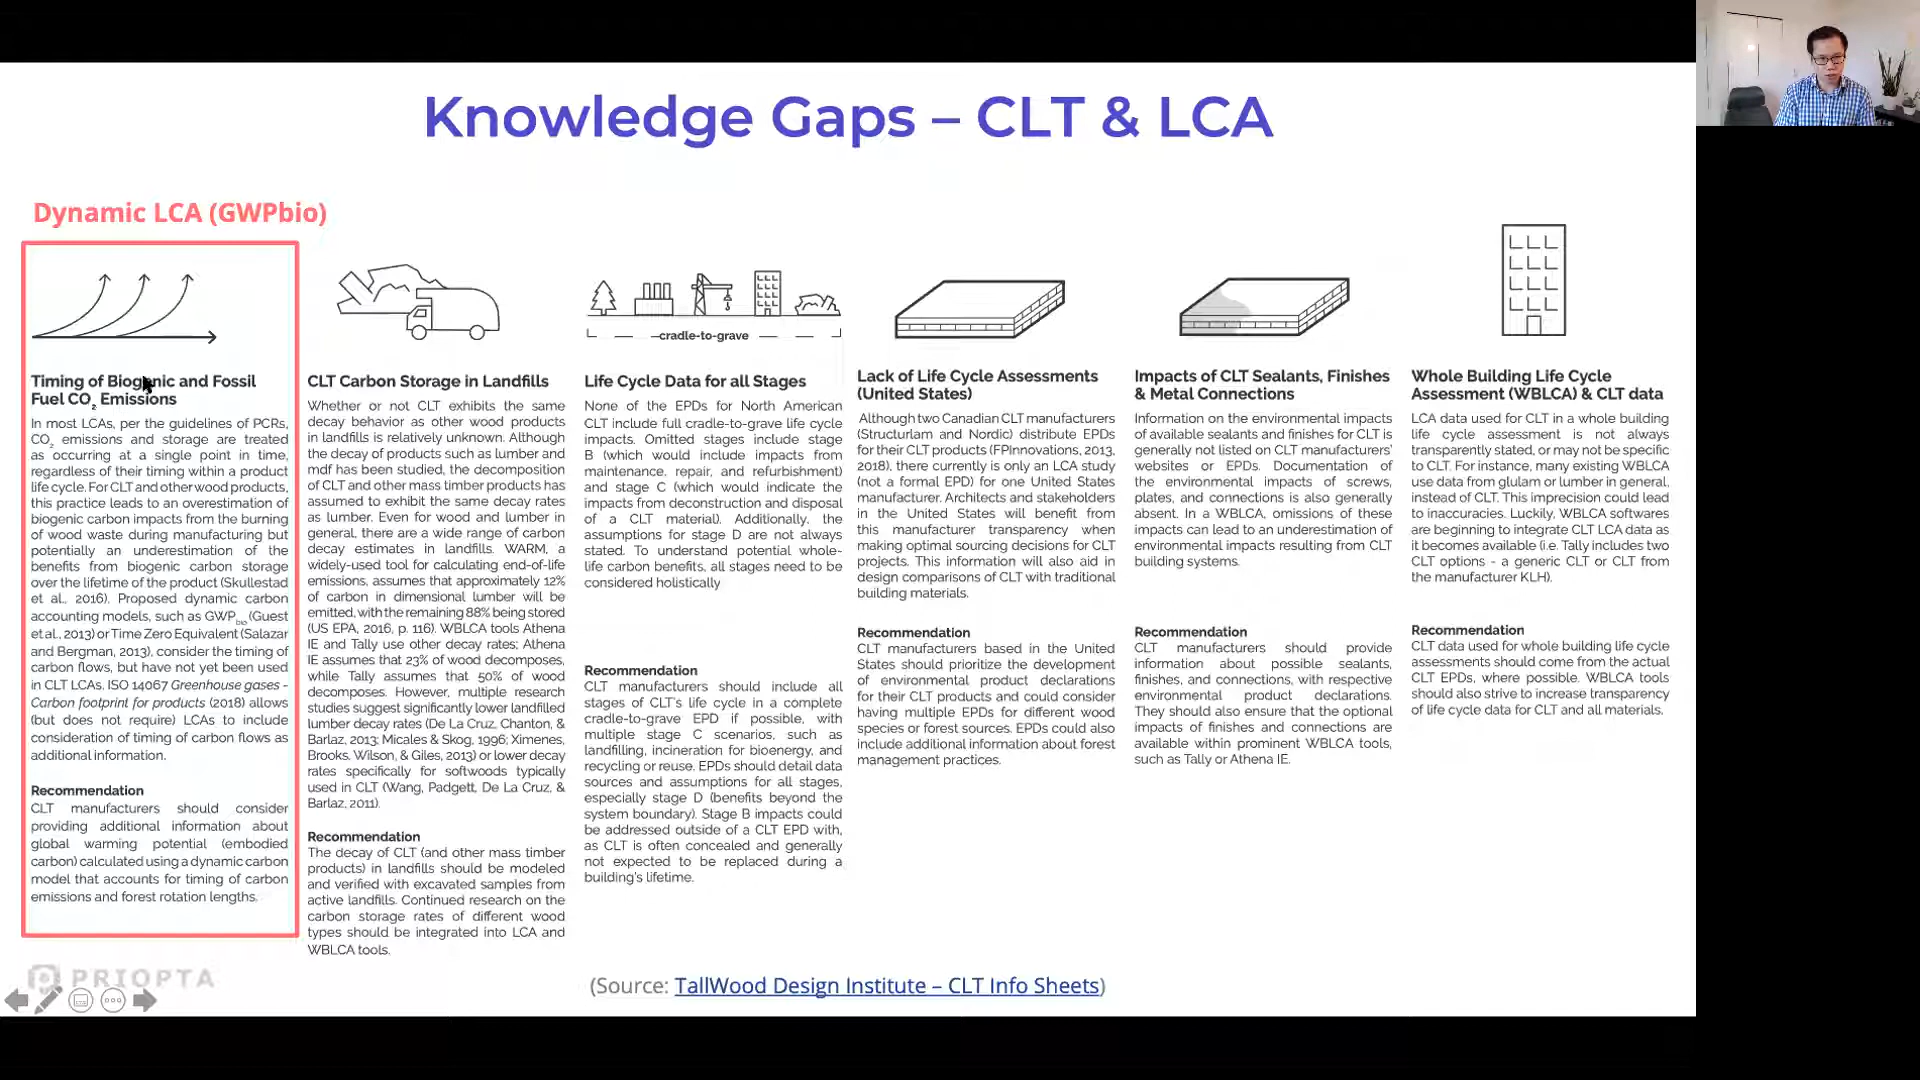 Knowledge Gaps – CLT & LCA
Dynamic LCA (GWPbio)
Timing of Biogenic and Fossil
Fuel CO2 Emissions
In most LCAs, per the guidelines of PCRs,
CO2 emissions and storage are treated
as occurring at a single point in time,
regardless of their timing within a product
life cycle. For CLT and other wood products,
this practice leads to an overestimation of
biogenic carbon impacts from the burning
of wood waste during manufacturing but
potentially an underestimation of the
benefits from biogenic carbon storage
over the lifetime of the product (Skullestad
et al., 2016). Proposed dynamic carbon
accounting models, such as GWPbio (Guest
et al., 2013) or Time Zero Equivalent (Salazar
and Bergman, 2013), consider the timing of
carbon flows, but have not yet been used
in CLT LCAs. ISO 14067 Greenhouse gases -
Carbon footprint for products (2018) allows
(but does not require) LCAs to include
consideration of timing of carbon flows as
additional information.
Recommendation
CLT manufacturers should consider
providing additional information about
global warming potential (embodied
carbon) calculated using a dynamic carbon
model that accounts for timing of carbon
emissions and forest rotation lengths.
CLT Carbon Storage in Landfills
Whether or not CLT exhibits the same
decay behavior as other wood products
in landfills is relatively unknown. Although
the decay of products such as lumber and
mdf has been studied, the decomposition
of CLT and other mass timber products has
assumed to exhibit the same decay rates
as lumber. Even for wood and lumber in
general, there are a wide range of carbon
decay estimates in landfills. WARM, a
widely-used tool for calculating end-of-life
emissions, assumes that approximately 12%
of carbon in dimensional lumber will be
emitted, with the remaining 88% being stored
(US EPA, 2016, p. 116). WBLCA tools Athena
IE and Tally use other decay rates; Athena
IE assumes that 23% of wood decomposes,
while Tally assumes that 50% of wood
decomposes. However, multiple research
studies suggest significantly lower landfilled
lumber decay rates (De La Cruz, Chanton, &
Barlaz, 2013; Micales & Skog, 1996; Ximenes,
Brooks, Wilson, & Giles, 2013) or lower decay
rates specifically for softwoods typically
used in CLT (Wang, Padgett, De La Cruz, &
Barlaz, 2011).
Recommendation
The decay of CLT (and other mass timber
products) in landfills should be modeled
and verified with excavated samples from
active landfills. Continued research on the
carbon storage rates of different wood
types should be integrated into LCA and
WBLCA tools.
cradle-to-grave
Life Cycle Data for all Stages
None of the EPDs for North American
CLT include full cradle-to-grave life cycle
impacts. Omitted stages include stage
B (which would include impacts from
maintenance, repair, and refurbishment)
and stage C (which would indicate the
impacts from deconstruction and disposal
of a CLT material). Additionally, the
assumptions for stage D are not always
stated. To understand potential whole-
life carbon benefits, all stages need to be
considered holistically
Recommendation
CLT manufacturers should include all
stages of CLT's life cycle in a complete
cradle-to-grave EPD if possible, with
multiple stage C scenarios, such as
landfilling, incineration for bioenergy, and
recycling or reuse. EPDs should detail data
sources and assumptions for all stages,
especially stage D (benefits beyond the
system boundary). Stage B impacts could
be addressed outside of a CLT EPD with,
as CLT is often concealed and generally
not expected to be replaced during a
building's lifetime.
Lack of Life Cycle Assessments
(United States)
Although two Canadian CLT manufacturers
(Structurlam and Nordic) distribute EPDs
for their CLT products (FPInnovations, 2013,
2018), there currently is only an LCA study
(not a formal EPD) for one United States
manufacturer. Architects and stakeholders
in the United States will benefit from
this manufacturer transparency when
making optimal sourcing decisions for CLT
projects. This information will also aid in
design comparisons of CLT with traditional
building materials.
Recommendation
CLT manufacturers based in the United
States should prioritize the development
of environmental product declarations
for their CLT products and could consider
having multiple EPDs for different wood
species or forest sources. EPDs could also
include additional information about forest
management practices.
Impacts of CLT Sealants, Finishes
& Metal Connections
Information on the environmental impacts
of available sealants and finishes for CLT is
generally not listed on CLT manufacturers'
websites or EPDs. Documentation of
the environmental impacts of screws,
plates, and connections is also generally
absent. In a WBLCA, omissions of these
impacts can lead to an underestimation of
environmental impacts resulting from CLT
building systems.
Recommendation
CLT manufacturers should provide
information about possible sealants,
finishes, and connections, with respective
environmental product declarations.
They should also ensure that the optional
impacts of finishes and connections are
available within prominent WBLCA tools,
such as Tally or Athena IE.
Whole Building Life Cycle
Assessment (WBLCA) & CLT data
LCA data used for CLT in a whole building
life cycle assessment is not always
transparently stated, or may not be specific
to CLT. For instance, many existing WBLCA
use data from glulam or lumber in general,
instead of CLT. This imprecision could lead
to inaccuracies. Luckily, WBLCA softwares
are beginning to integrate CLT LCA data as
it becomes available (i.e. Tally includes two
CLT options - a generic CLT or CLT from
the manufacturer KLH).
Recommendation
CLT data used for whole building life cycle
assessments should come from the actual
CLT EPDs, where possible. WBLCA tools
should also strive to increase transparency
of life cycle data for CLT and all materials.
PRIOPTA
(Source: TallWood Design Institute – CLT Info Sheets)